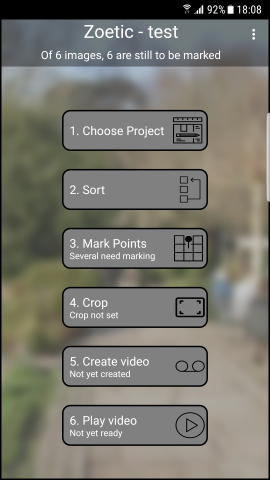 92% 18:08
Zoetic - test
Of 6 images, 6 are still to be marked
1. Choose Project
2. Sort
3. Mark Points
Several need marking
4. Crop
Crop not set
5. Create video
Not yet created
6. Play video
Not yet ready